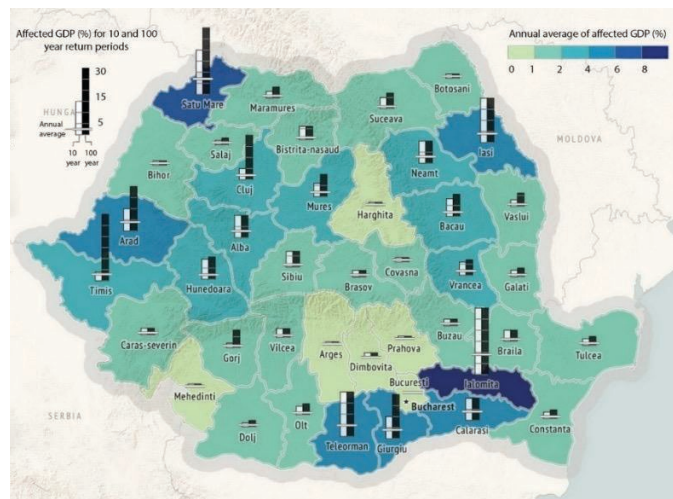 Affected GDP (%) for 10 and 100
year return periods
30
15
5
Annual
average
10
year
100
year
Annual average of affected GDP (%)
0 1 2 4 6 8
HUNGA
MOLDOVA
SERBIA
Satu Mare
Maramures
Suceava
Botosani
Iasi
Salaj
Bistrita-nasaud
Neamt
Bihor
Cluj
Mures
Harghita
Bacau
Vaslui
Arad
Alba
Timis
Hunedoara
Sibiu
Brasov
Covasna
Vrancea
Galati
Caras-severin
Gorj
Vilcea
Arges
Prahova
Dimbovita
Buzau
Braila
Tulcea
Mehedinti
Bucuresti
Ialomita
Bucharest
Dolj
Olt
Teleorman
Giurgiu
Calarasi
Constanta